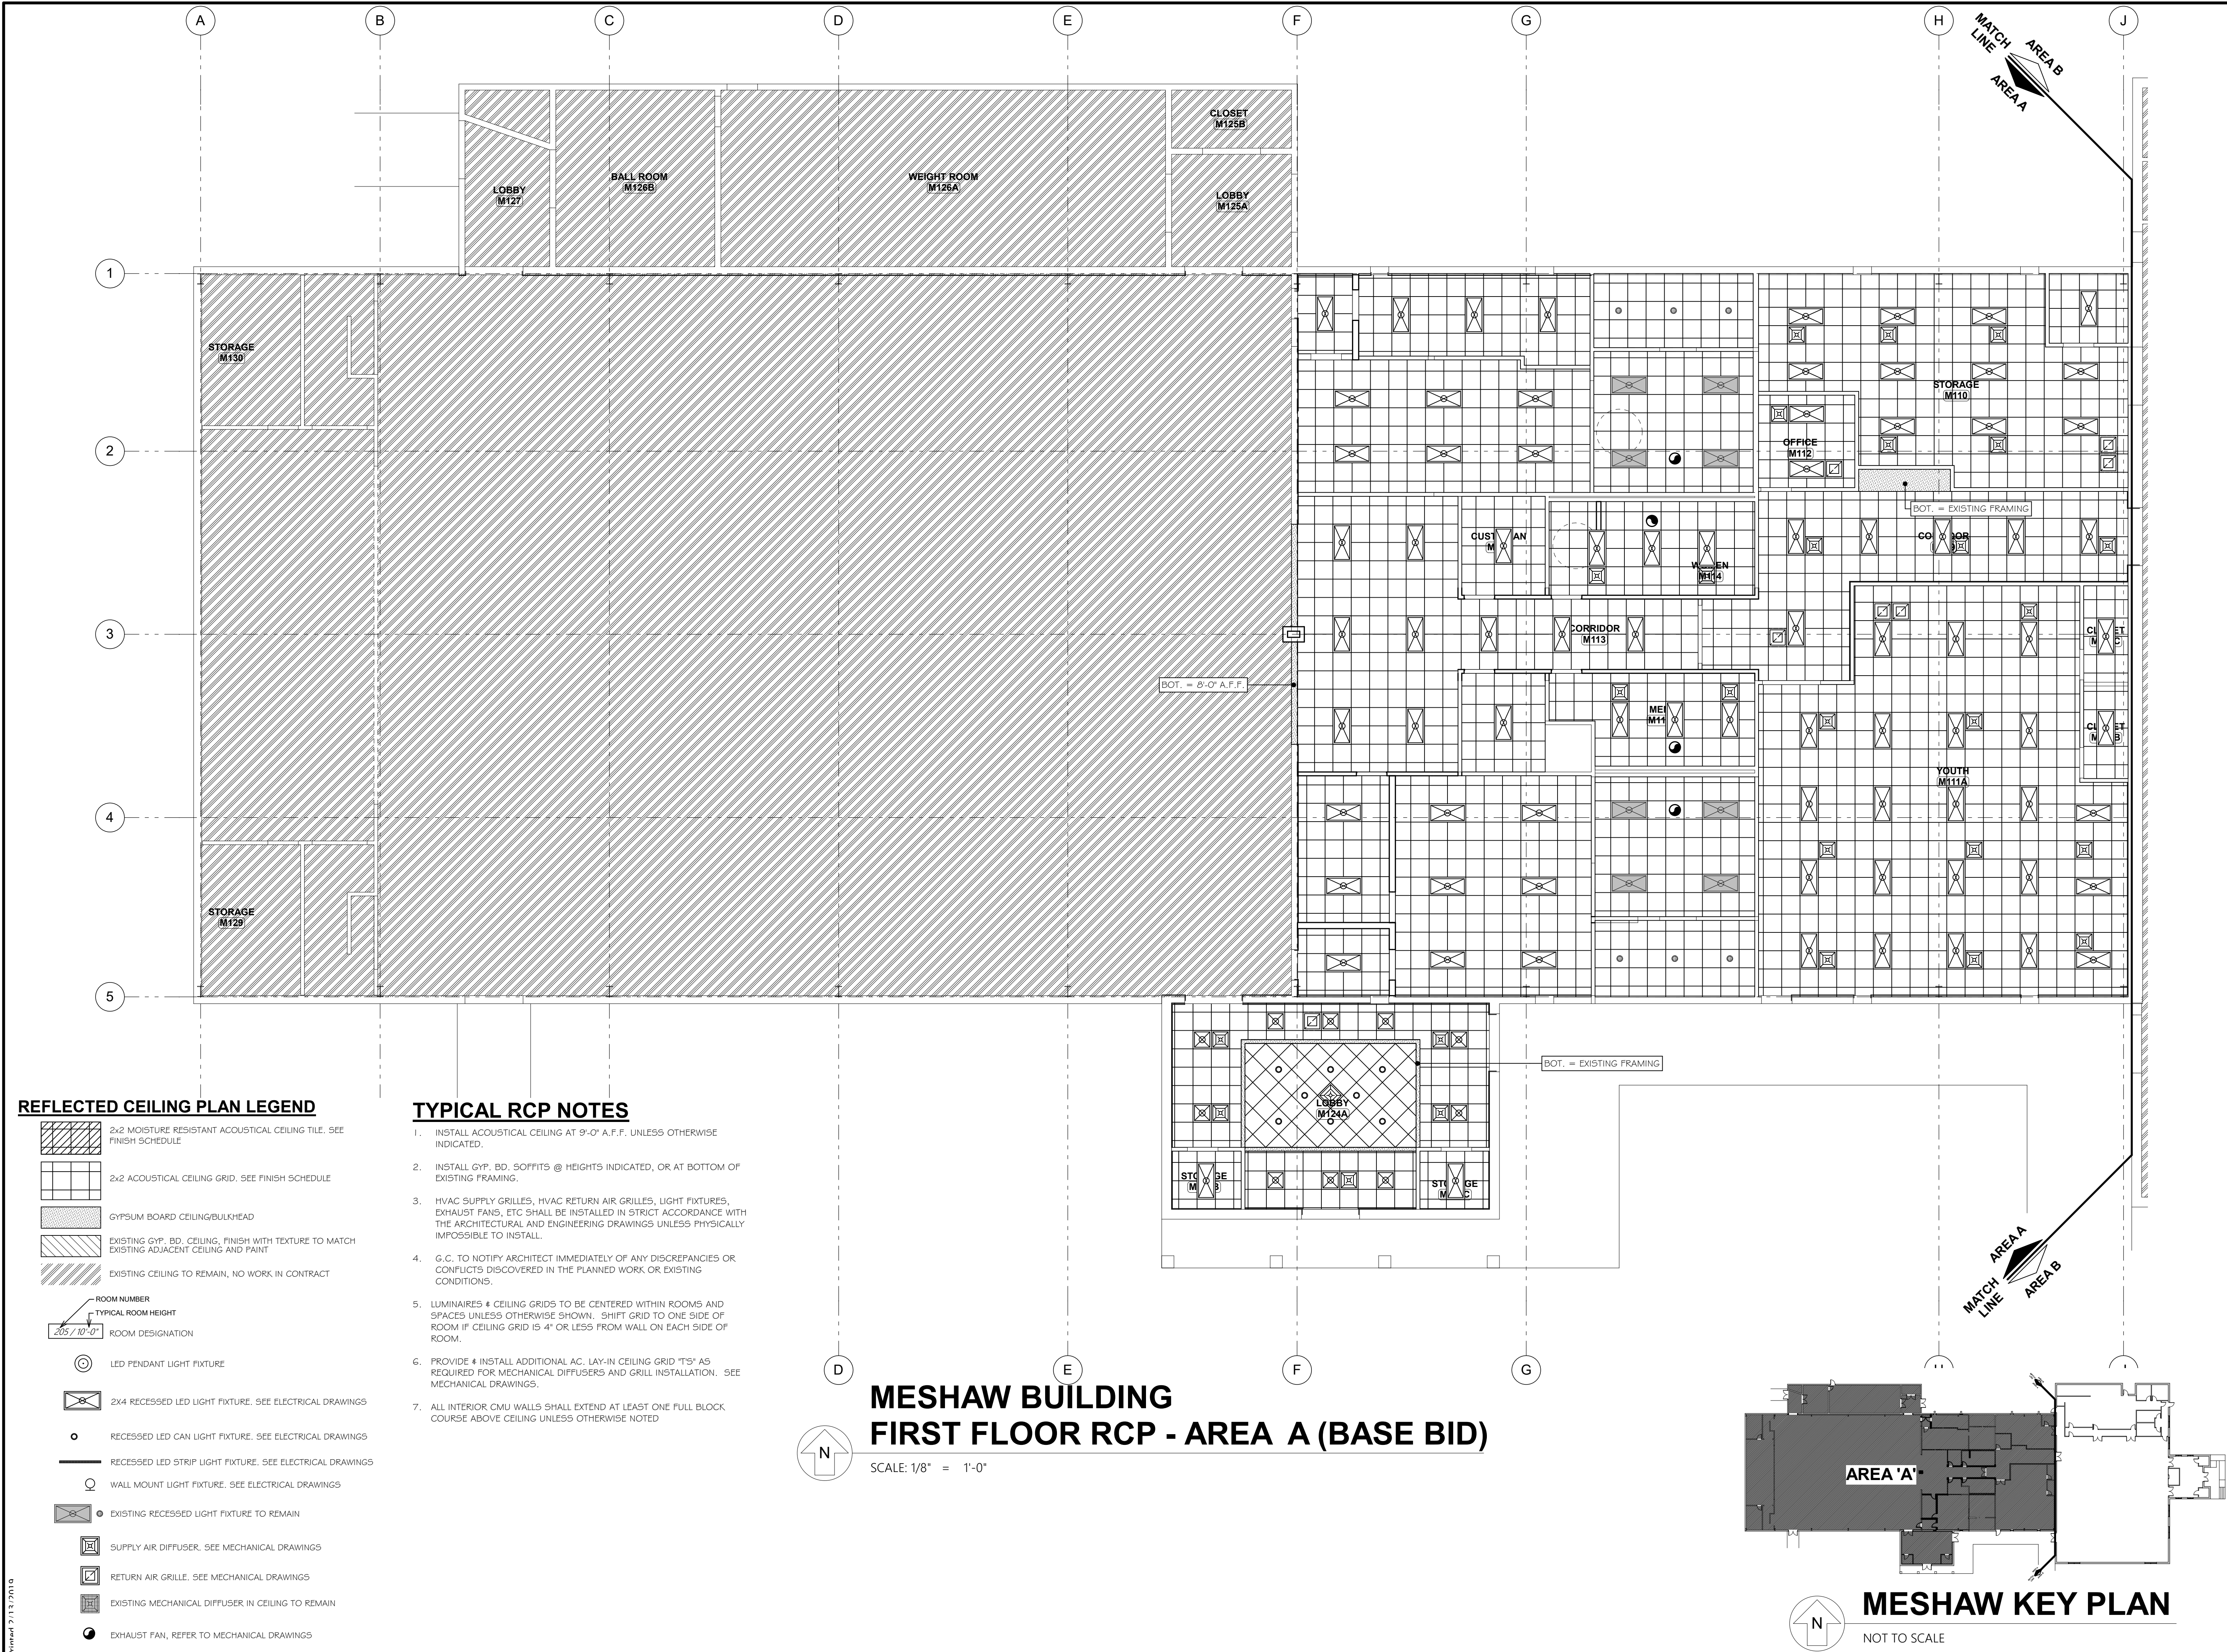 A B C D E F G H J
MATCH
LINE
AREA B
AREA A
CLOSET
M125B
BALL ROOM
M126B
WEIGHT ROOM
M126A
LOBBY
M127
LOBBY
M125A
1
STORAGE
M130
STORAGE
M110
2
OFFICE
M112
BOT. = EXISTING FRAMING
M114
3
CORRIDOR
M113
BOT. = 8'-0" A.F.F.
YOUTH
M111A
4
STORAGE
M129
5
BOT. = EXISTING FRAMING
LOBBY
M124A
REFLECTED CEILING PLAN LEGEND
2x2 MOISTURE RESISTANT ACOUSTICAL CEILING TILE. SEE
FINISH SCHEDULE
2x2 ACOUSTICAL CEILING GRID. SEE FINISH SCHEDULE
GYPSUM BOARD CEILING/BULKHEAD
EXISTING GYP. BD. CEILING, FINISH WITH TEXTURE TO MATCH
EXISTING ADJACENT CEILING AND PAINT
EXISTING CEILING TO REMAIN, NO WORK IN CONTRACT
ROOM NUMBER
TYPICAL ROOM HEIGHT
205 / 10'-0"
ROOM DESIGNATION
LED PENDANT LIGHT FIXTURE
2X4 RECESSED LED LIGHT FIXTURE. SEE ELECTRICAL DRAWINGS
RECESSED LED CAN LIGHT FIXTURE. SEE ELECTRICAL DRAWINGS
RECESSED LED STRIP LIGHT FIXTURE. SEE ELECTRICAL DRAWINGS
WALL MOUNT LIGHT FIXTURE. SEE ELECTRICAL DRAWINGS
EXISTING RECESSED LIGHT FIXTURE TO REMAIN
SUPPLY AIR DIFFUSER. SEE MECHANICAL DRAWINGS
RETURN AIR GRILLE. SEE MECHANICAL DRAWINGS
EXISTING MECHANICAL DIFFUSER IN CEILING TO REMAIN
EXHAUST FAN, REFER TO MECHANICAL DRAWINGS
TYPICAL RCP NOTES
1. INSTALL ACOUSTICAL CEILING AT 9'-0" A.F.F. UNLESS OTHERWISE
INDICATED.
2. INSTALL GYP. BD. SOFFITS @ HEIGHTS INDICATED, OR AT BOTTOM OF
EXISTING FRAMING.
3. HVAC SUPPLY GRILLES, HVAC RETURN AIR GRILLES, LIGHT FIXTURES,
EXHAUST FANS, ETC SHALL BE INSTALLED IN STRICT ACCORDANCE WITH
THE ARCHITECTURAL AND ENGINEERING DRAWINGS UNLESS PHYSICALLY
IMPOSSIBLE TO INSTALL.
4. G.C. TO NOTIFY ARCHITECT IMMEDIATELY OF ANY DISCREPANCIES OR
CONFLICTS DISCOVERED IN THE PLANNED WORK OR EXISTING
CONDITIONS.
5. LUMINAIRES & CEILING GRIDS TO BE CENTERED WITHIN ROOMS AND
SPACES UNLESS OTHERWISE SHOWN. SHIFT GRID TO ONE SIDE OF
ROOM IF CEILING GRID IS 4" OR LESS FROM WALL ON EACH SIDE OF
ROOM.
6. PROVIDE & INSTALL ADDITIONAL AC. LAY-IN CEILING GRID "T'S" AS
REQUIRED FOR MECHANICAL DIFFUSERS AND GRILL INSTALLATION. SEE
MECHANICAL DRAWINGS.
7. ALL INTERIOR CMU WALLS SHALL EXTEND AT LEAST ONE FULL BLOCK
COURSE ABOVE CEILING UNLESS OTHERWISE NOTED
AREA A
AREA B
MATCH
LINE
D E F G
N
MESHAW BUILDING
FIRST FLOOR RCP - AREA A (BASE BID)
SCALE: 1/8" = 1'-0"
AREA 'A'
N
MESHAW KEY PLAN
NOT TO SCALE